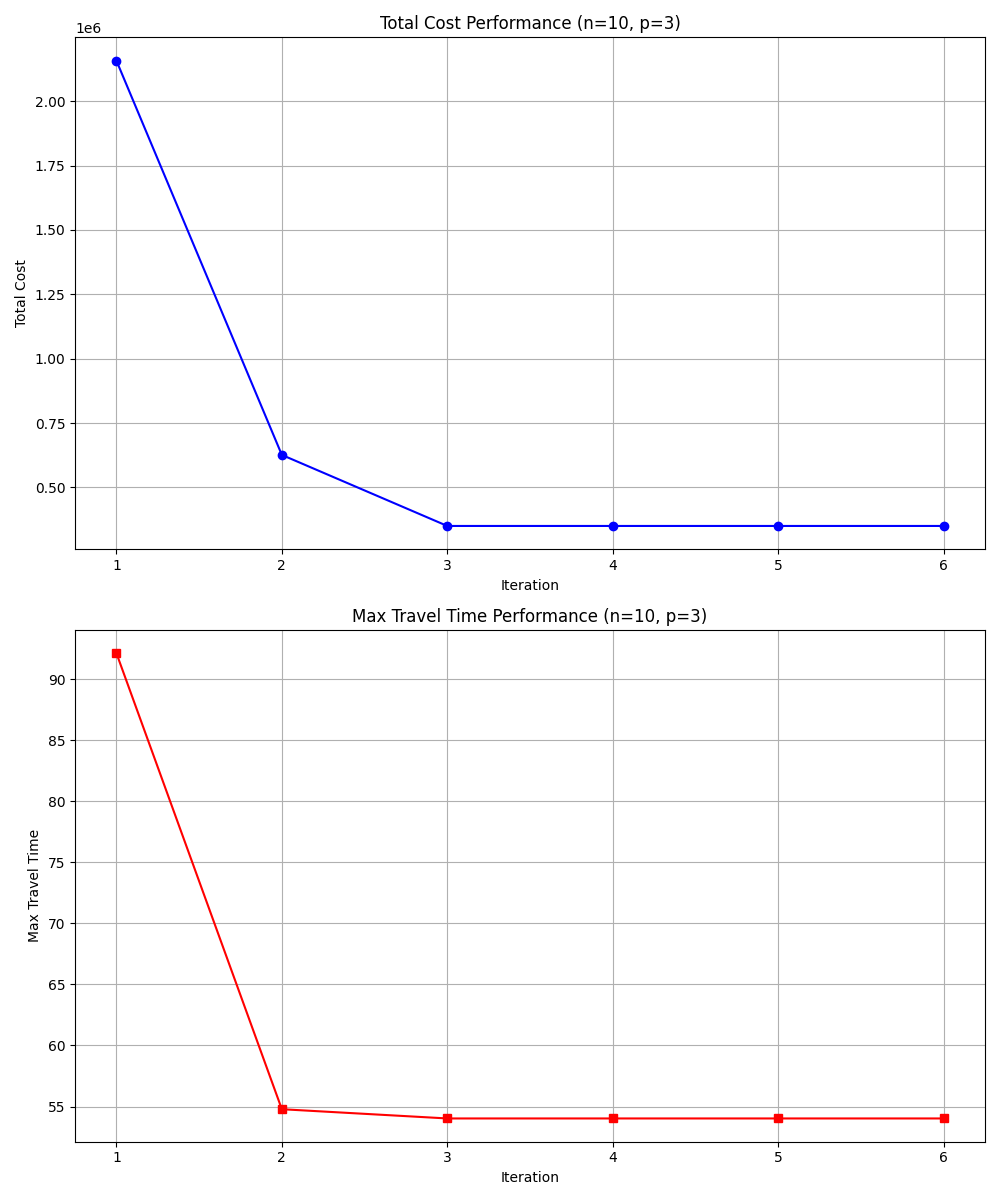 Total Cost Performance (n=10, p=3)
1e6
2.00
1.75
1.50
1.25
1.00
0.75
0.50
Total Cost
1 2 3 4 5 6
Iteration
Max Travel Time Performance (n=10, p=3)
90
85
80
75
70
65
60
55
Max Travel Time
1 2 3 4 5 6
Iteration